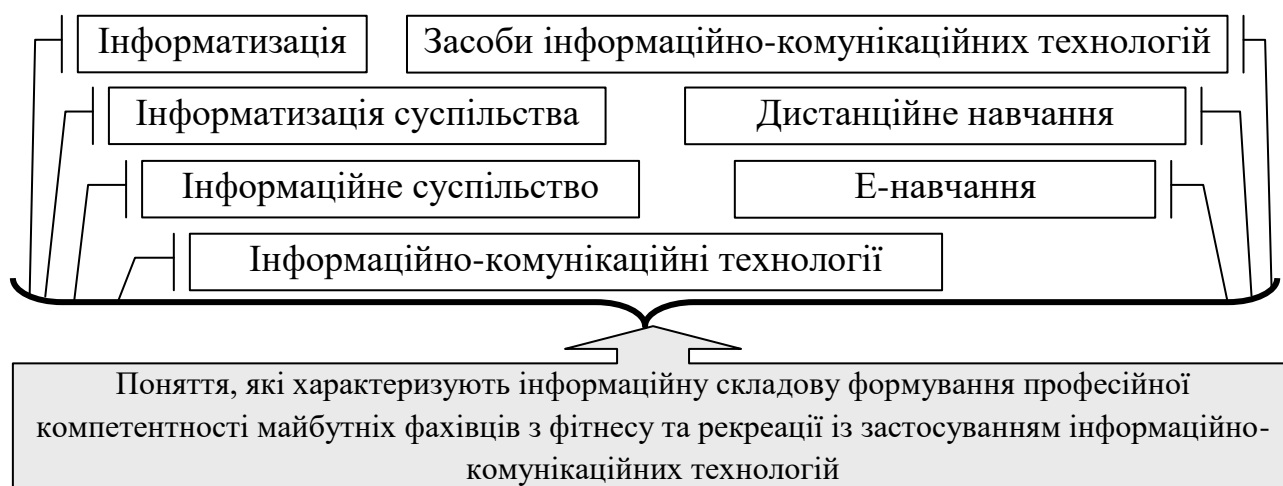 Інформатизація
Засоби інформаційно-комунікаційних технологій
Інформатизація суспільства
Дистанційне навчання
Інформаційне суспільство
Е-навчання
Інформаційно-комунікаційні технології
Поняття, які характеризують інформаційну складову формування професійної
компетентності майбутніх фахівців з фітнесу та рекреації із застосуванням інформаційно-
комунікаційних технологій